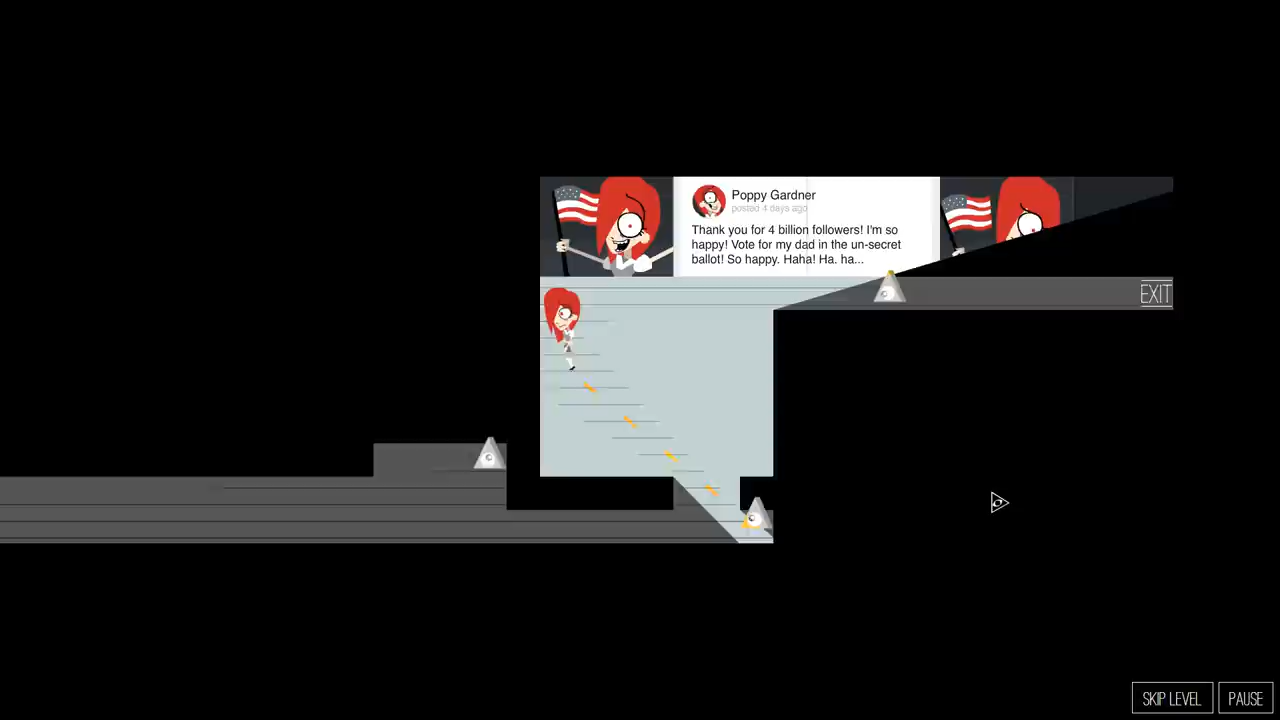 Poppy Gardner
posted 4 days ago
Thank you for 4 billion followers! I'm so
happy! Vote for my dad in the un-secret
ballot! So happy. Haha! Ha. ha...
EXIT
SKIP LEVEL
PAUSE